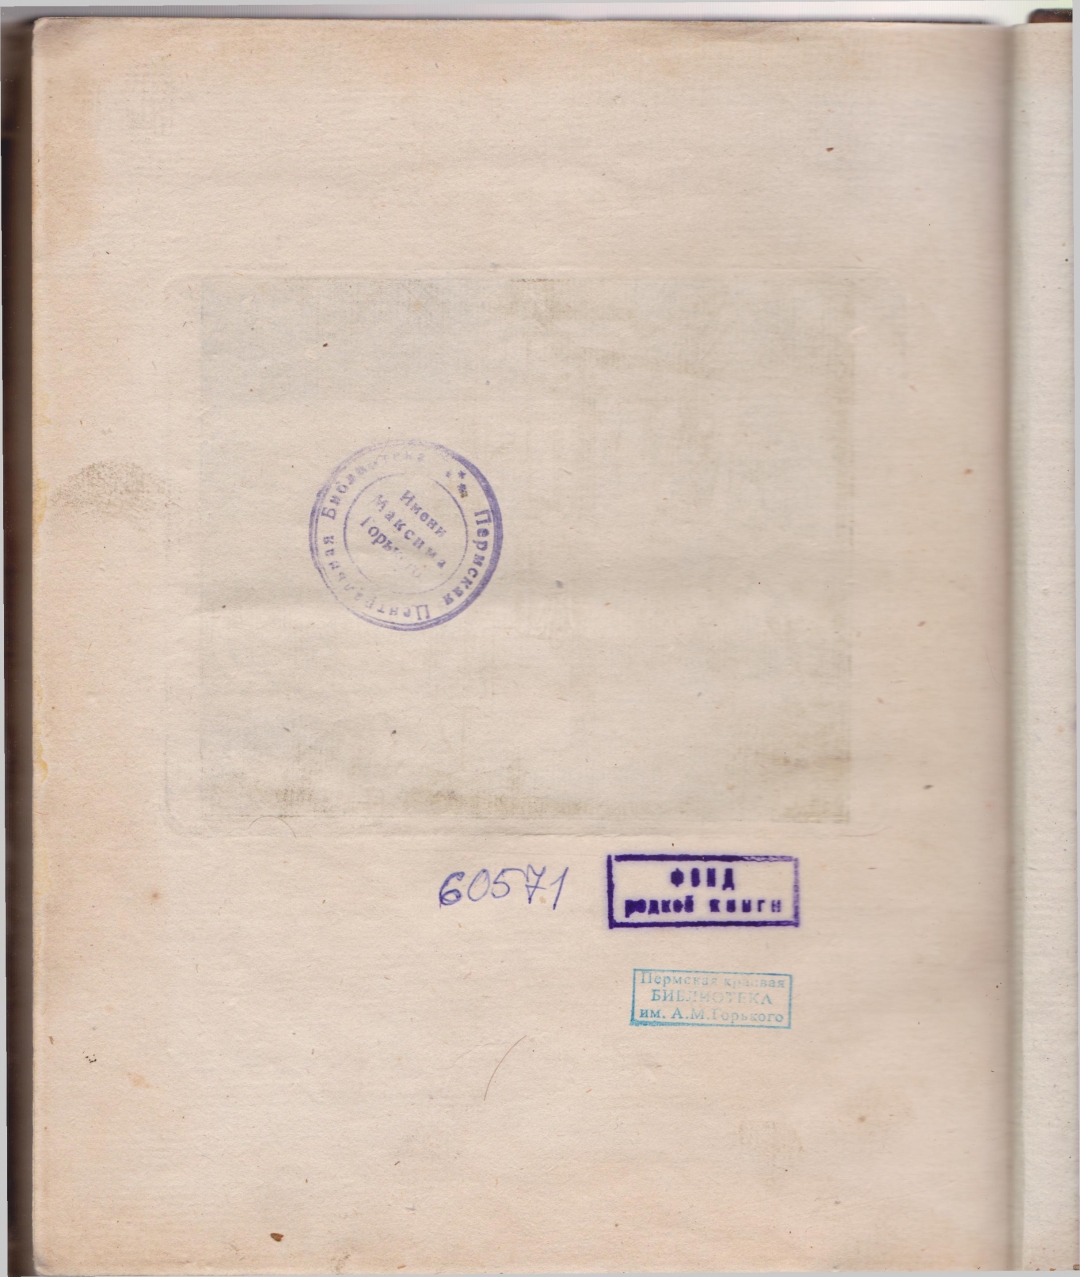 Пермская Центральная Библиотека
Имени
Максима
Горького
60571
ФОНД
редкой книги
Пермская краевая
БИБЛИОТЕКА
им. А.М.Горького